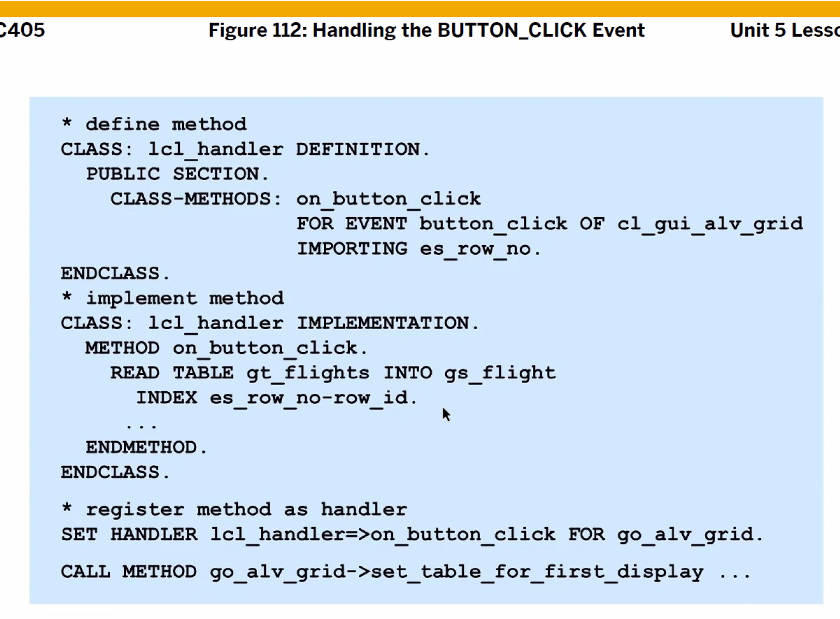 C405 Figure 112: Handling the BUTTON_CLICK Event Unit 5 Lesso
* define method
CLASS: lcl_handler DEFINITION.
PUBLIC SECTION.
CLASS-METHODS: on_button_click
FOR EVENT button_click OF cl_gui_alv_grid
IMPORTING es_row_no.
ENDCLASS.
* implement method
CLASS: lcl_handler IMPLEMENTATION.
METHOD on_button_click.
READ TABLE gt_flights INTO gs_flight
INDEX es_row_no-row_id.
...
ENDMETHOD.
ENDCLASS.
* register method as handler
SET HANDLER lcl_handler=>on_button_click FOR go_alv_grid.
CALL METHOD go_alv_grid->set_table_for_first_display ...